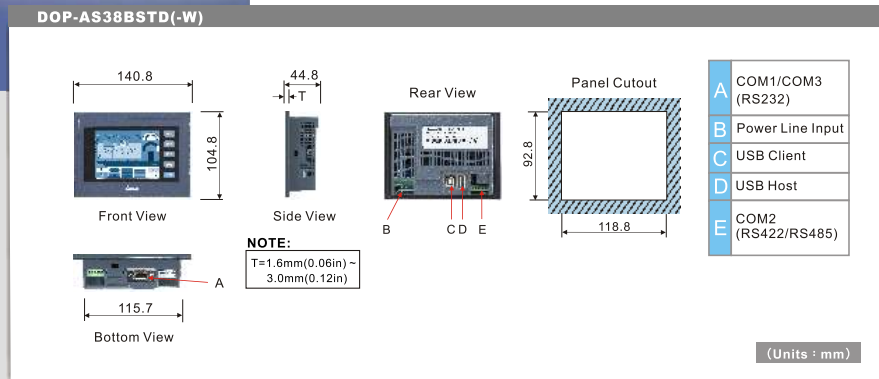 DOP-AS38BSTD(-W)
140.8
104.8
Front View
44.8
T
Side View
Rear View
B
C D
E
Panel Cutout
92.8
118.8
A
COM1/COM3
(RS232)
B
Power Line Input
C
USB Client
D
USB Host
E
COM2
(RS422/RS485)
NOTE:
T=1.6mm(0.06in) ~
3.0mm(0.12in)
A
115.7
Bottom View
(Units : mm)